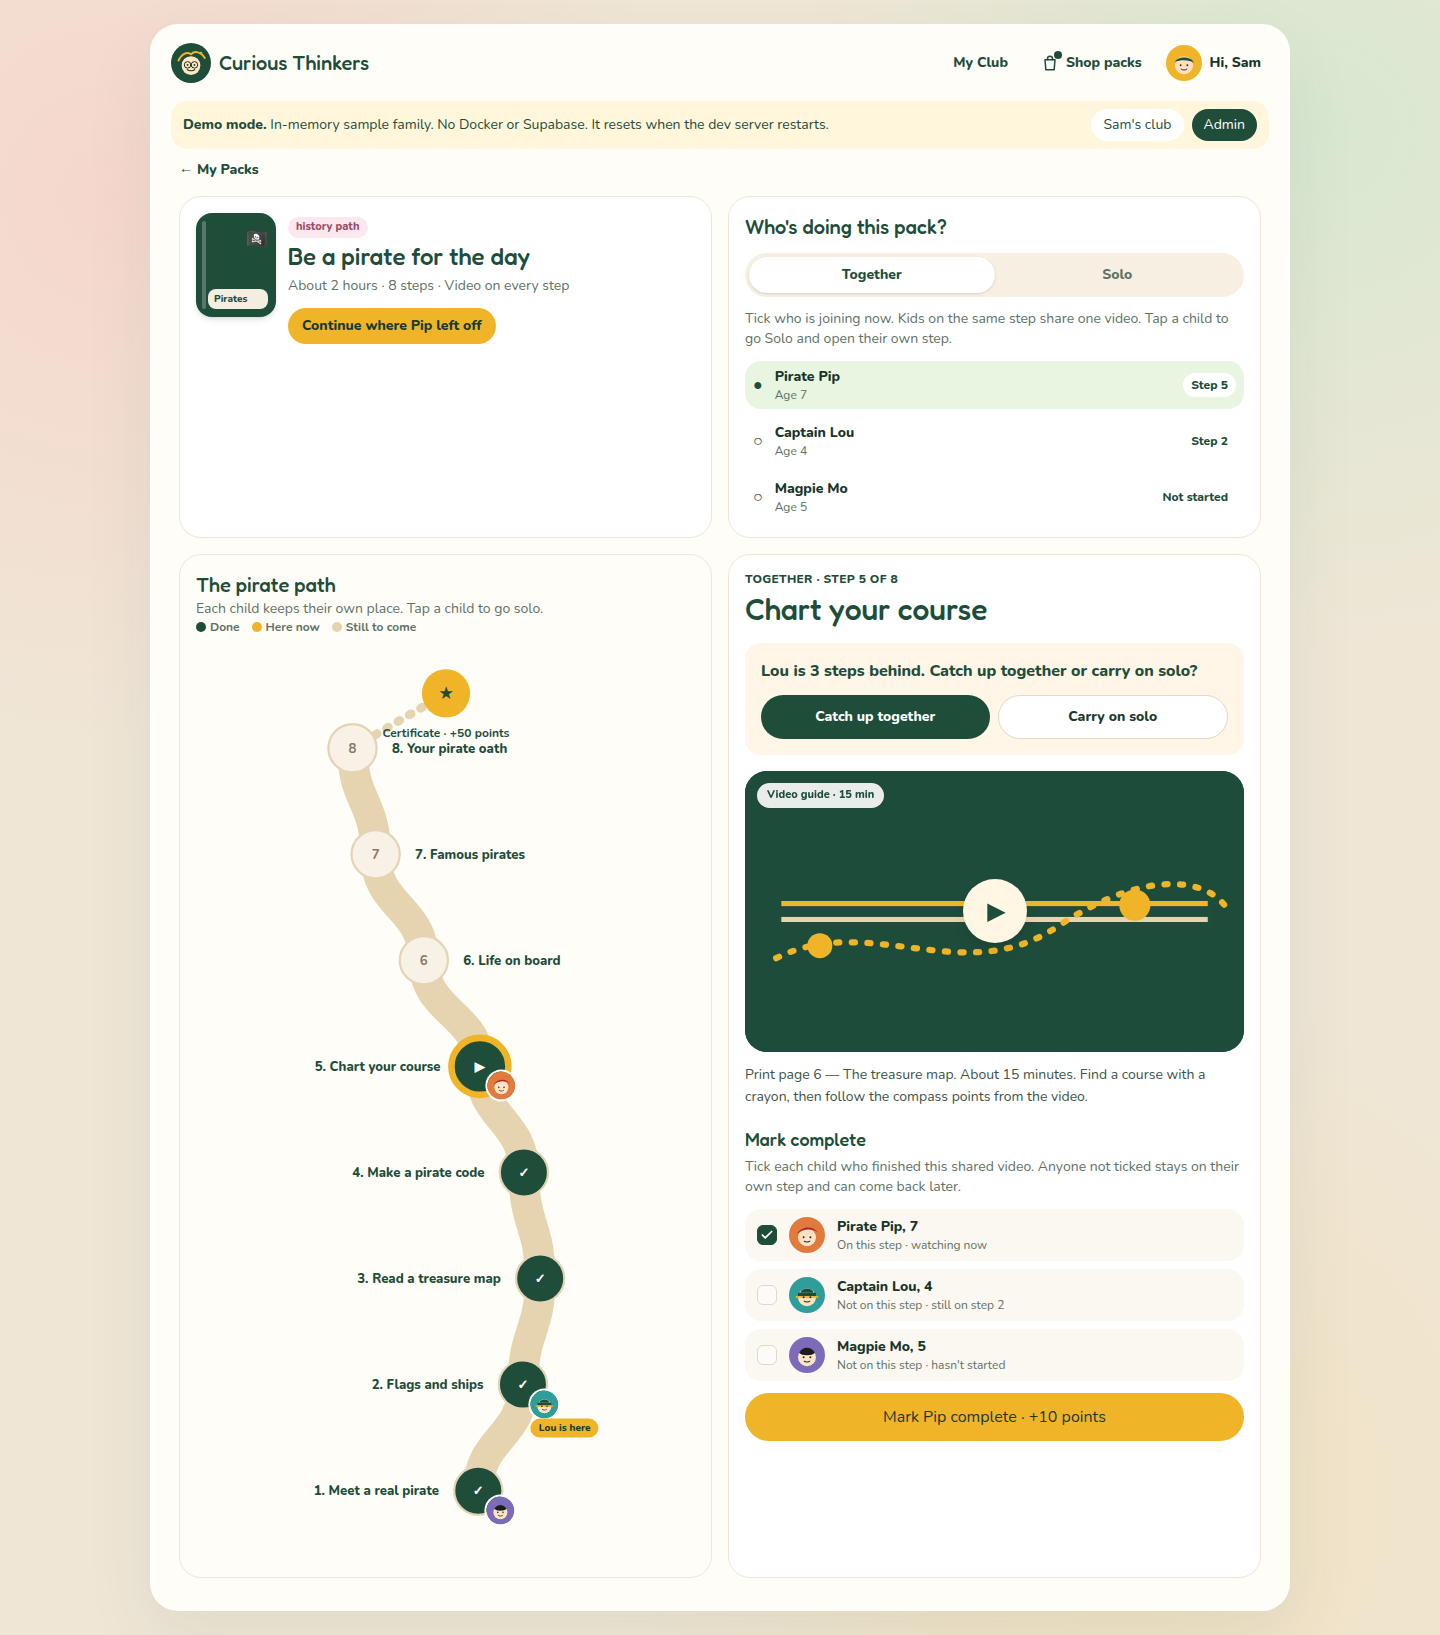 Curious Thinkers
My Club
Shop packs
Hi, Sam
Demo mode. In-memory sample family. No Docker or Supabase. It resets when the dev server restarts.
Sam's club
Admin
← My Packs
Pirates
history path
Be a pirate for the day
About 2 hours · 8 steps · Video on every step
Continue where Pip left off
Who's doing this pack?
Together
Solo
Tick who is joining now. Kids on the same step share one video. Tap a child to
go Solo and open their own step.
Pirate Pip
Age 7
Step 5
Captain Lou
Age 4
Step 2
Magpie Mo
Age 5
Not started
The pirate path
Each child keeps their own place. Tap a child to go solo.
Done
Here now
Still to come
★
Certificate · +50 points
8
8. Your pirate oath
7
7. Famous pirates
6
6. Life on board
5. Chart your course
4. Make a pirate code
✓
3. Read a treasure map
✓
2. Flags and ships
✓
Lou is here
1. Meet a real pirate
✓
TOGETHER · STEP 5 OF 8
Chart your course
Lou is 3 steps behind. Catch up together or carry on solo?
Catch up together
Carry on solo
Video guide · 15 min
Print page 6 — The treasure map. About 15 minutes. Find a course with a
crayon, then follow the compass points from the video.
Mark complete
Tick each child who finished this shared video. Anyone not ticked stays on their
own step and can come back later.
Pirate Pip, 7
On this step · watching now
Captain Lou, 4
Not on this step · still on step 2
Magpie Mo, 5
Not on this step · hasn't started
Mark Pip complete · +10 points